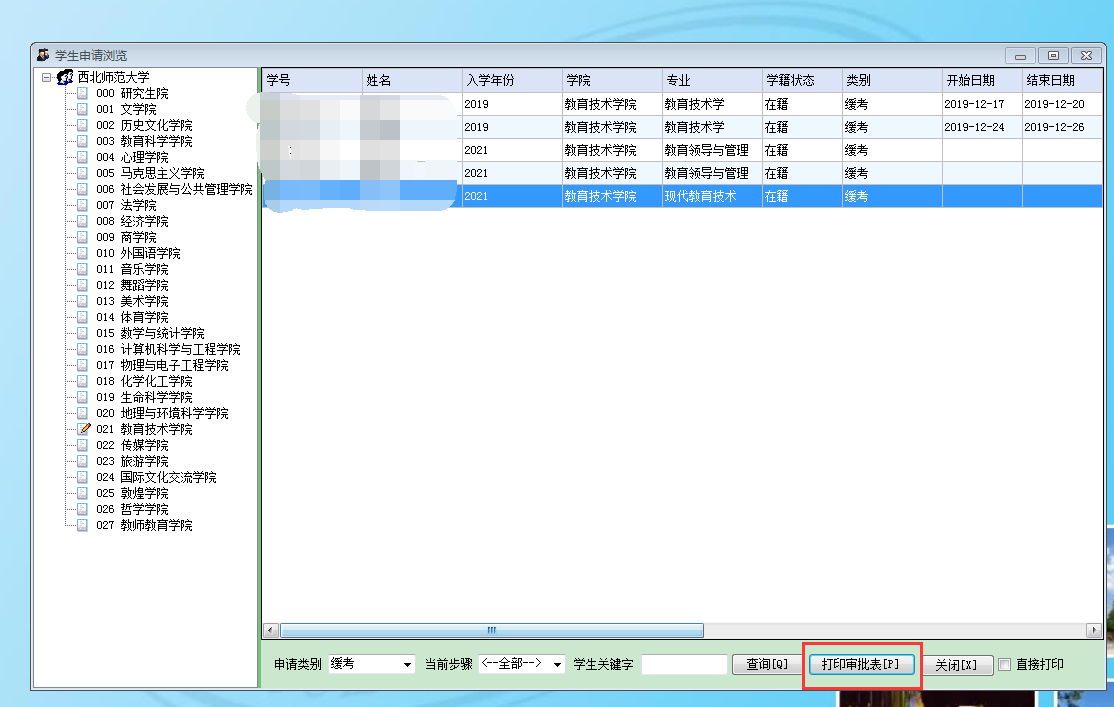 学生申请浏览
西北师范大学
000 研究生院
001 文学院
002 历史文化学院
003 教育科学学院
004 心理学院
005 马克思主义学院
006 社会发展与公共管理学院
007 法学院
008 经济学院
009 商学院
010 外国语学院
011 音乐学院
012 舞蹈学院
013 美术学院
014 体育学院
015 数学与统计学院
016 计算机科学与工程学院
017 物理与电子工程学院
018 化学化工学院
019 生命科学学院
020 地理与环境科学学院
021 教育技术学院
022 传媒学院
023 旅游学院
024 国际文化交流学院
025 敦煌学院
026 哲学学院
027 教师教育学院
学号 姓名 入学年份 学院 专业 学籍状态 类别 开始日期 结束日期
2019 教育技术学院 教育技术学 在籍 缓考 2019-12-17 2019-12-20
2019 教育技术学院 教育技术学 在籍 缓考 2019-12-24 2019-12-26
2021 教育技术学院 教育领导与管理 在籍 缓考
2021 教育技术学院 教育领导与管理 在籍 缓考
2021 教育技术学院 现代教育技术 在籍 缓考
申请类别 缓考 当前步骤 <--全部--> 学生关键字 查询[Q] 打印审批表[P] 关闭[X] 直接打印